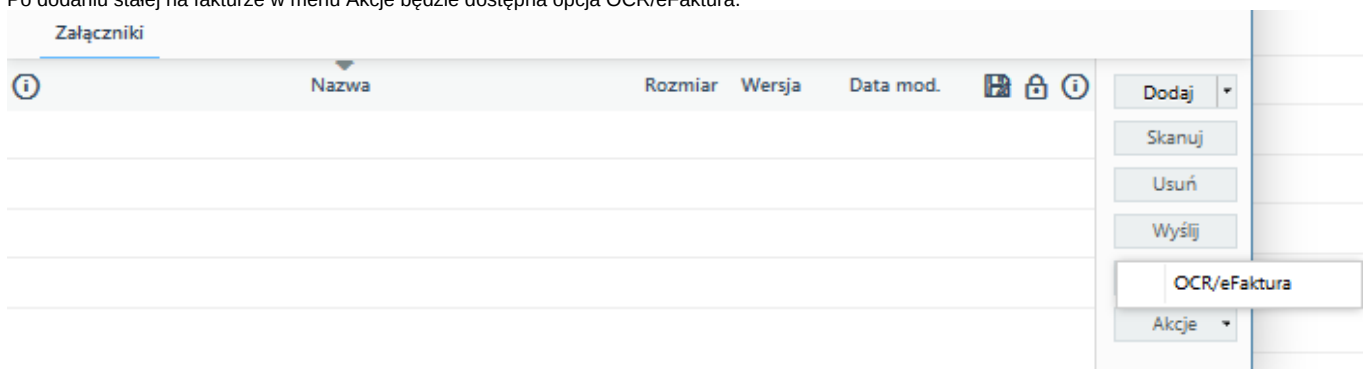 Po dodaniu stałej na fakturze w menu Akcje będzie dostępna opcja OCR/eFaktura.
Załączniki
Nazwa Rozmiar Wersja Data mod.
Dodaj
Skanuj
Usuń
Wyślij
OCR/eFaktura
Akcje